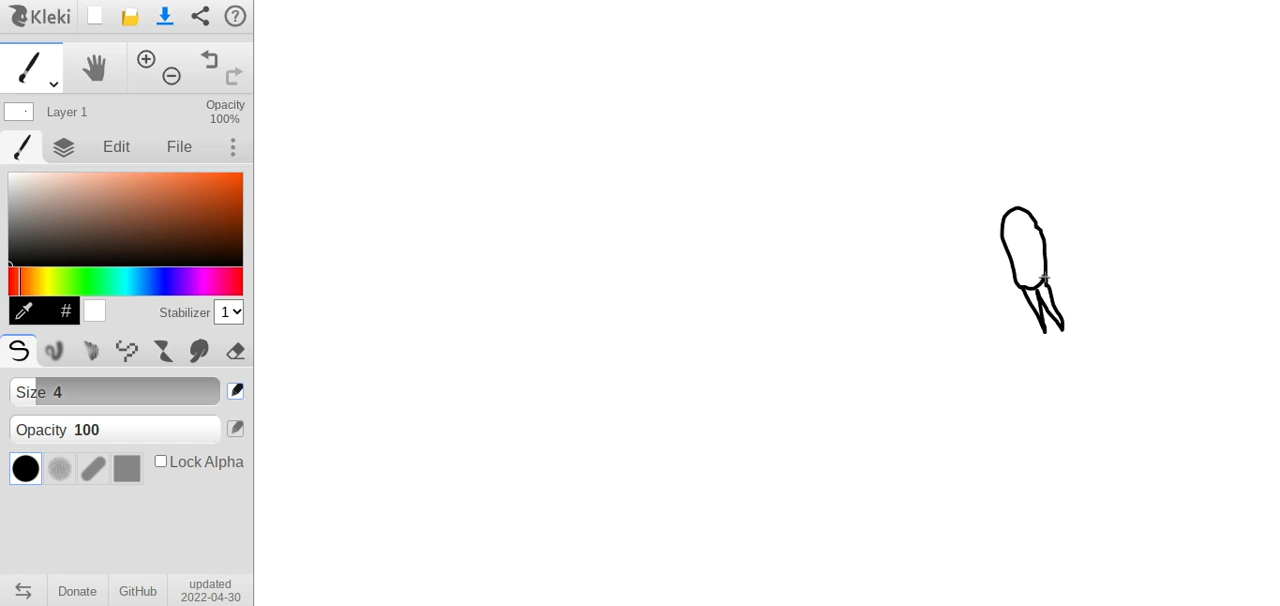 Kleki
Layer 1
Opacity
100%
Edit
File
#
Stabilizer 1
Size 4
Opacity 100
Lock Alpha
Donate
GitHub
updated
2022-04-30